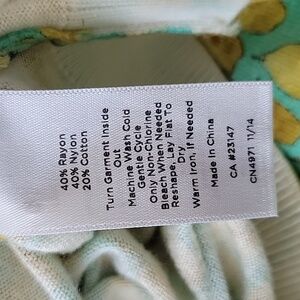 40% Rayon
40% Nylon
20% Cotton
Turn Garment Inside
Out
Machine Wash Cold
Gentle Cycle
Only Non-Chlorine
Bleach When Needed
Reshape, Lay Flat To
Dry
Warm Iron, If Needed
Made In China
CA #23147
CN4971 11/14